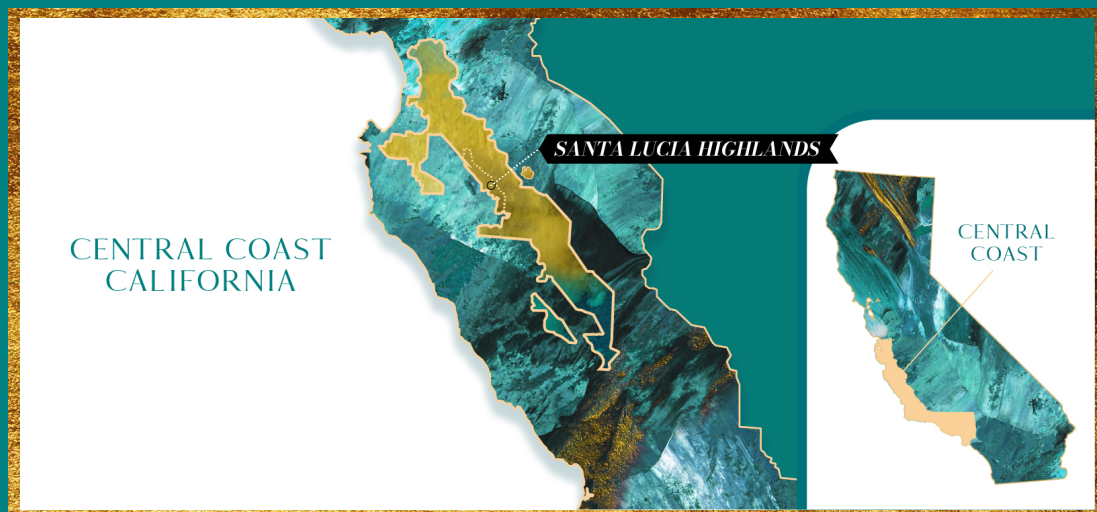 SANTA LUCIA HIGHLANDS
CENTRAL COAST
CALIFORNIA
CENTRAL
COAST